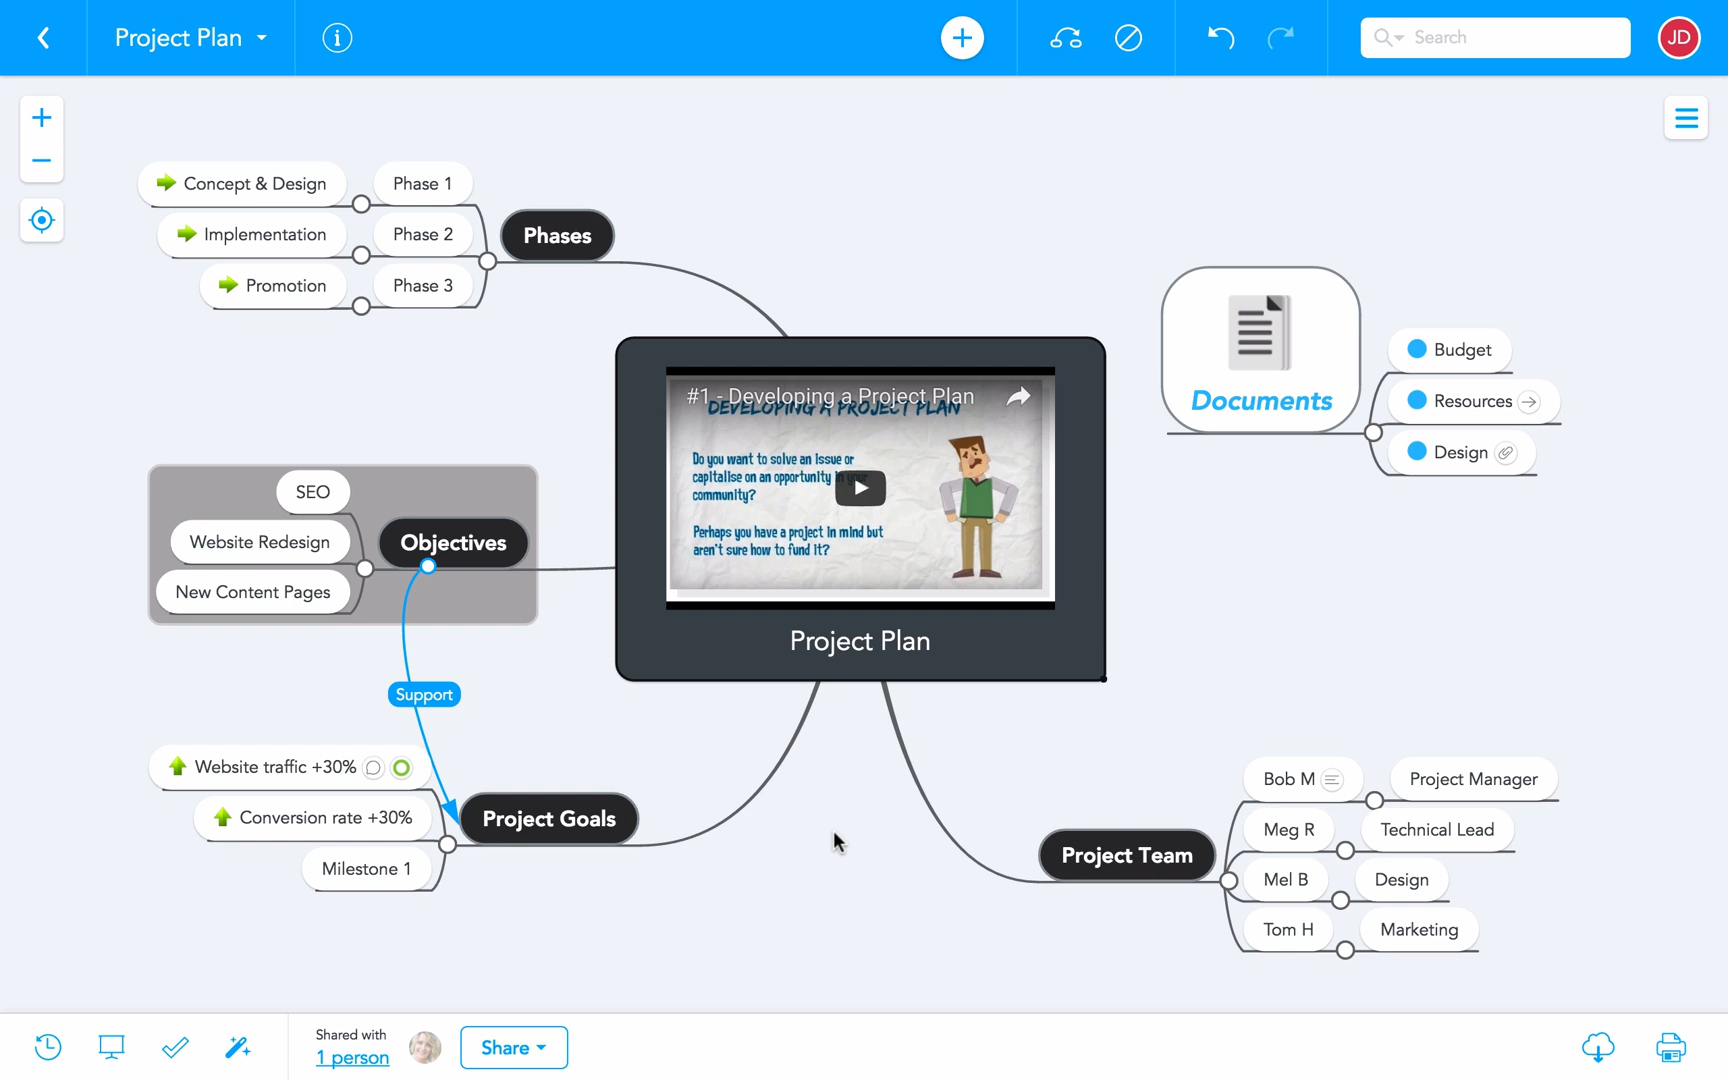 Project Plan
Search
JD
Concept & Design
Phase 1
Implementation
Phase 2
Promotion
Phase 3
Phases
#1 - Developing a Project Plan
DEVELOPING A PROJECT PLAN
Do you want to solve an issue or
capitalise on an opportunity in your
community?
Perhaps you have a project in mind but
aren't sure how to fund it?
Project Plan
Documents
Budget
Resources
Design
SEO
Website Redesign
New Content Pages
Objectives
Support
Website traffic +30%
Conversion rate +30%
Milestone 1
Project Goals
Project Team
Bob M
Project Manager
Meg R
Technical Lead
Mel B
Design
Tom H
Marketing
Shared with
1 person
Share